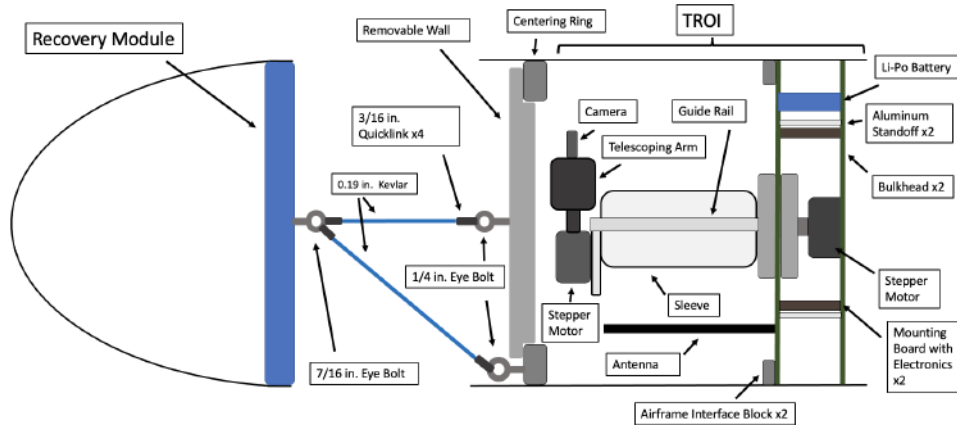 Recovery Module
Removable Wall
Centering Ring
TROI
Li-Po Battery
3/16 in.
Quicklink x4
Camera
Guide Rail
Aluminum
Standoff x2
Telescoping Arm
Bulkhead x2
0.19 in. Kevlar
1/4 in. Eye Bolt
Stepper
Motor
Sleeve
Stepper
Motor
7/16 in. Eye Bolt
Antenna
Mounting
Board with
Electronics
x2
Airframe Interface Block x2